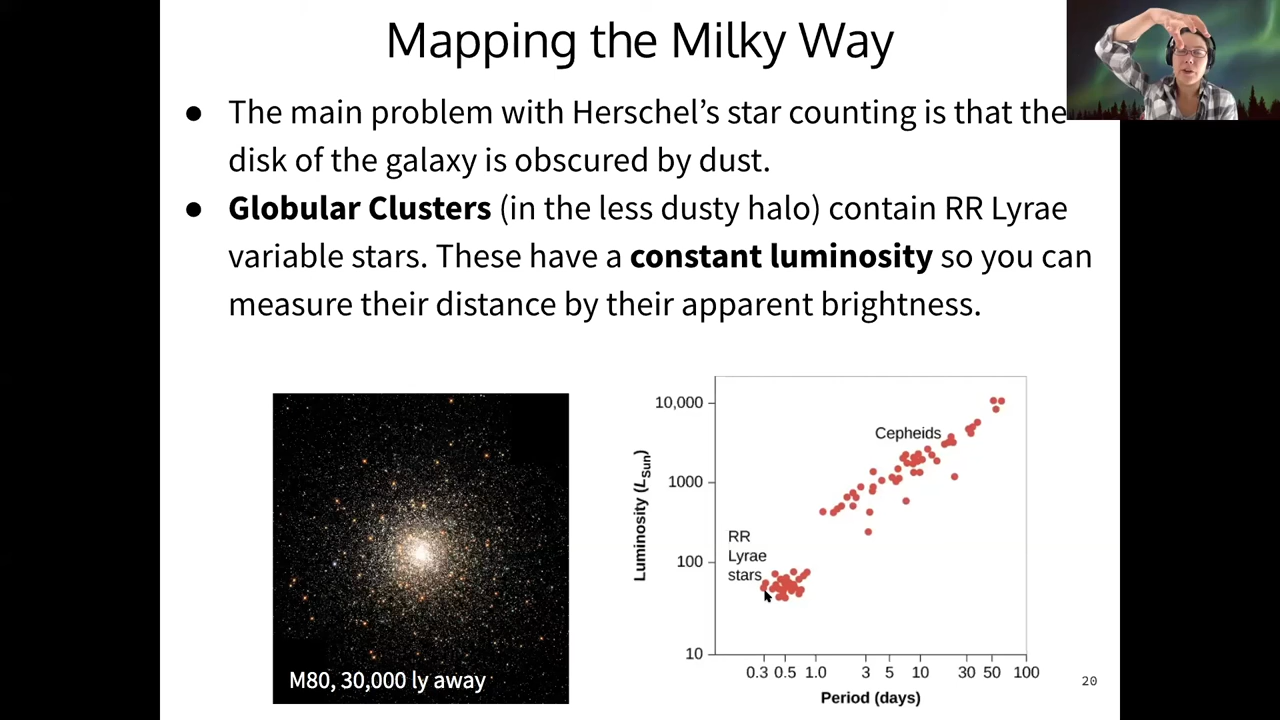 Mapping the Milky Way
● The main problem with Herschel’s star counting is that the
disk of the galaxy is obscured by dust.
● Globular Clusters (in the less dusty halo) contain RR Lyrae
variable stars. These have a constant luminosity so you can
measure their distance by their apparent brightness.
M80, 30,000 ly away
Luminosity (LSun)
10,000
1000
100
10
Cepheids
RR
Lyrae
stars
0.3 0.5 1.0 3 5 10 30 50 100
Period (days)
20